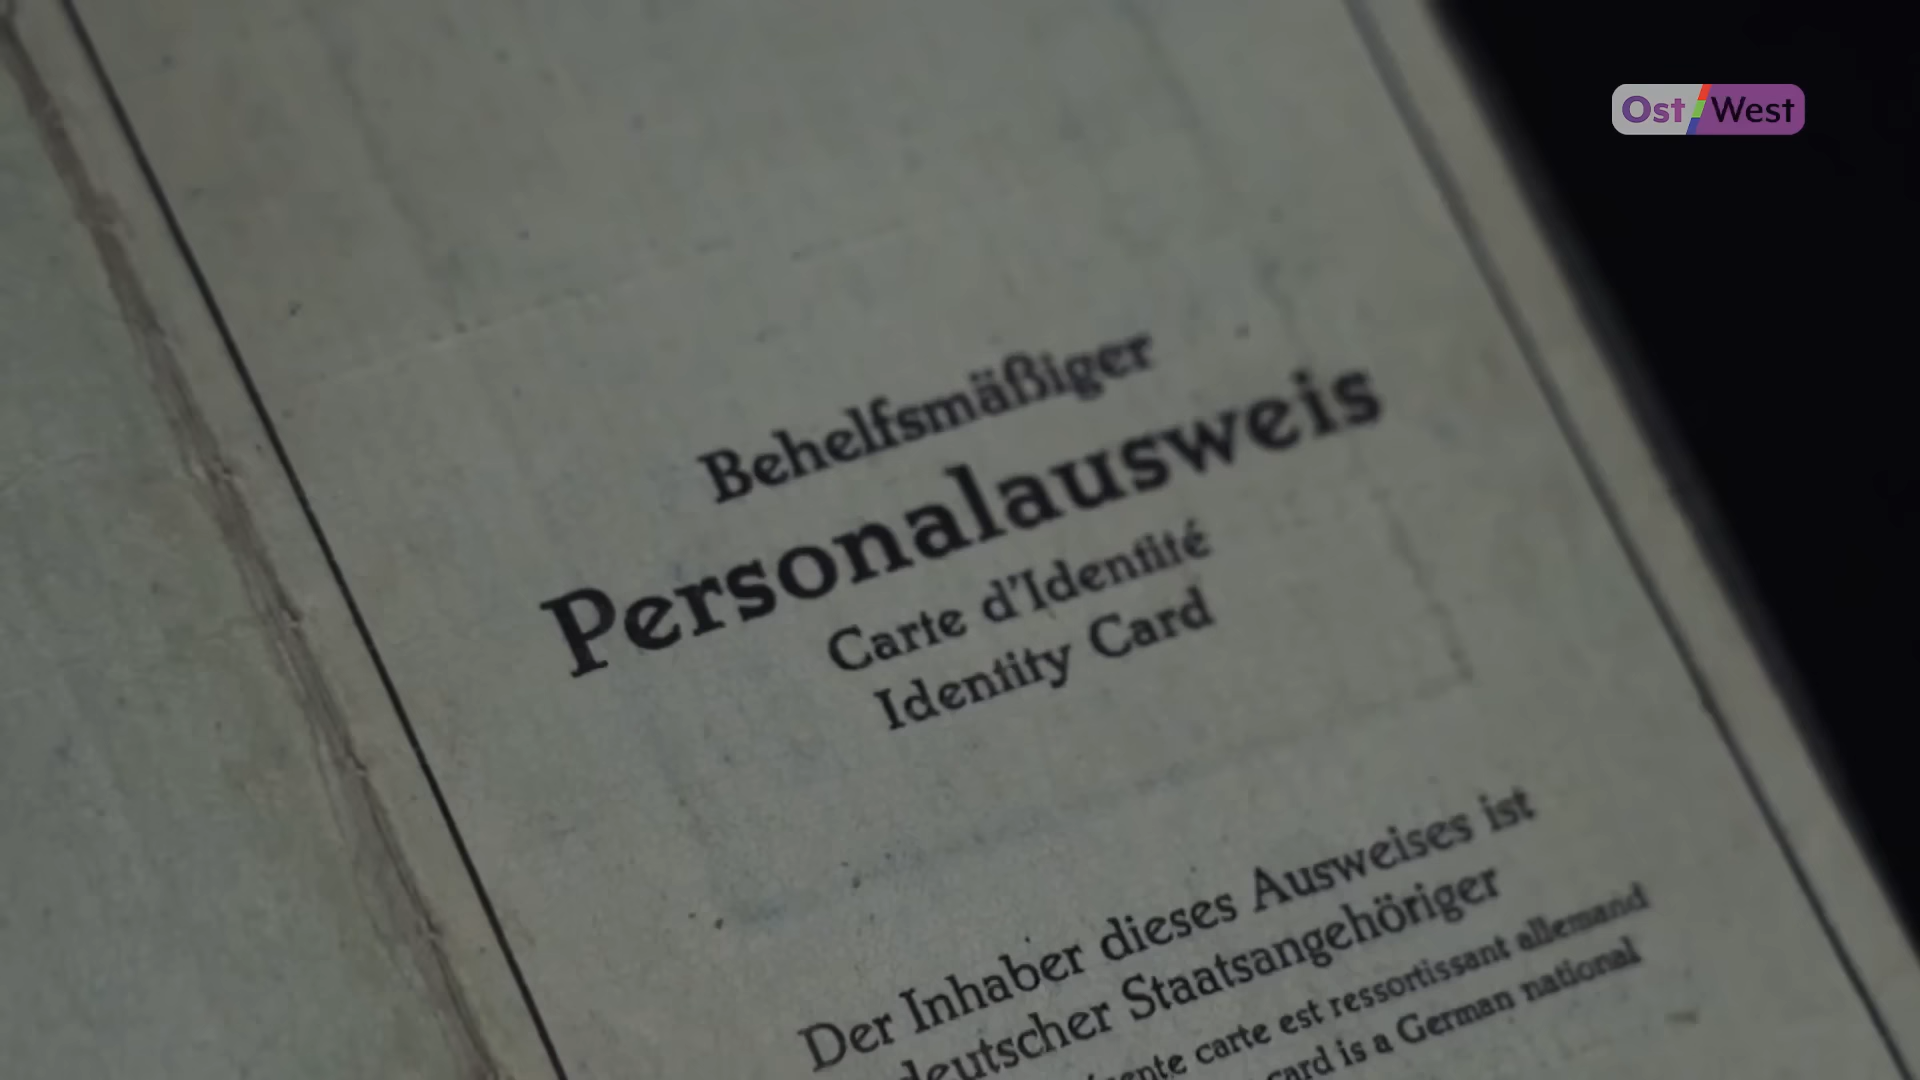 Ost/West
Behelfsmäßiger
Personalausweis
Carte d'Identité
Identity Card
Der Inhaber dieses Ausweises ist
deutscher Staatsangehöriger
carte est ressortissant allemand
card is a German national